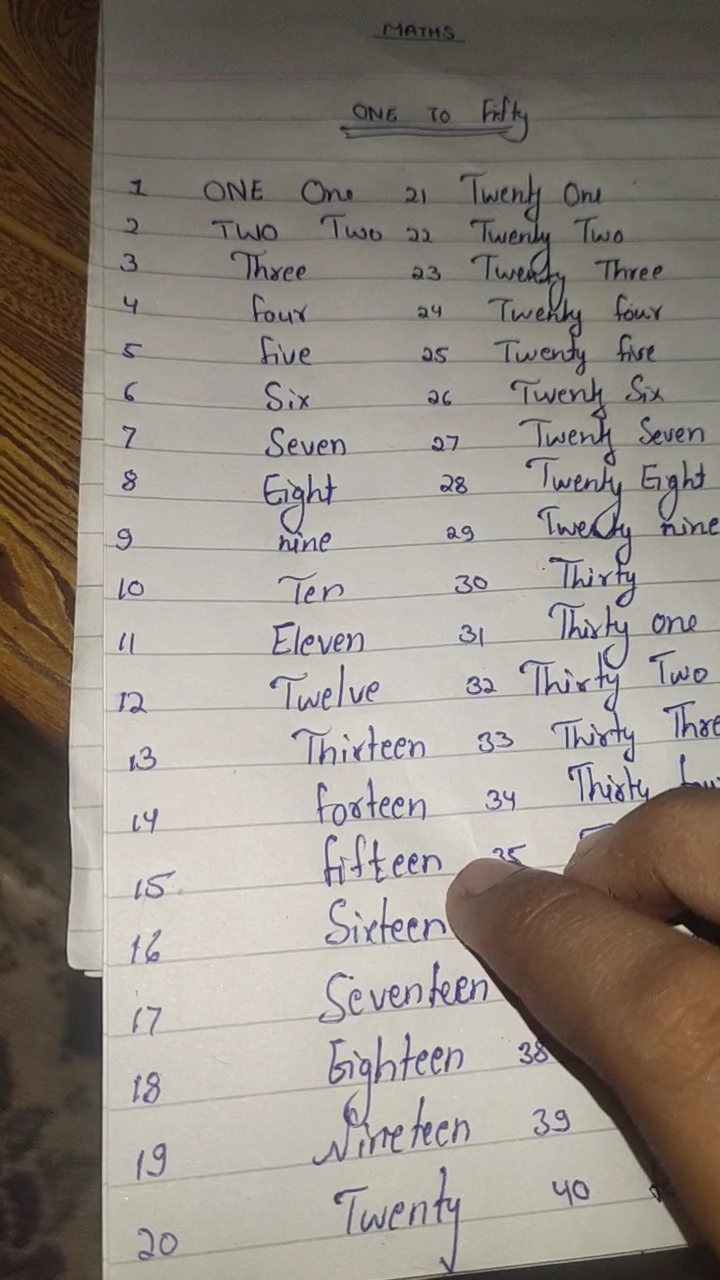 MATHS
ONE TO Fifty
1 ONE One 21 Twenty One
2 TWO Two 22 Twenty Two
3 Three 23 Twenty Three
4 four 24 Twenty four
5 five 25 Twenty five
6 Six 26 Twenty Six
7 Seven 27 Twenty Seven
8 Eight 28 Twenty Eight
9 nine 29 Twenty nine
10 Ten 30 Thirty
11 Eleven 31 Thirty one
12 Twelve 32 Thirty Two
13 Thirteen 33 Thirty
14 forteen 34 Thirty
15 fifteen 35
16 Sixteen
17 Seventeen
18 Eighteen 38
19 Nineteen 39
20 Twenty 40